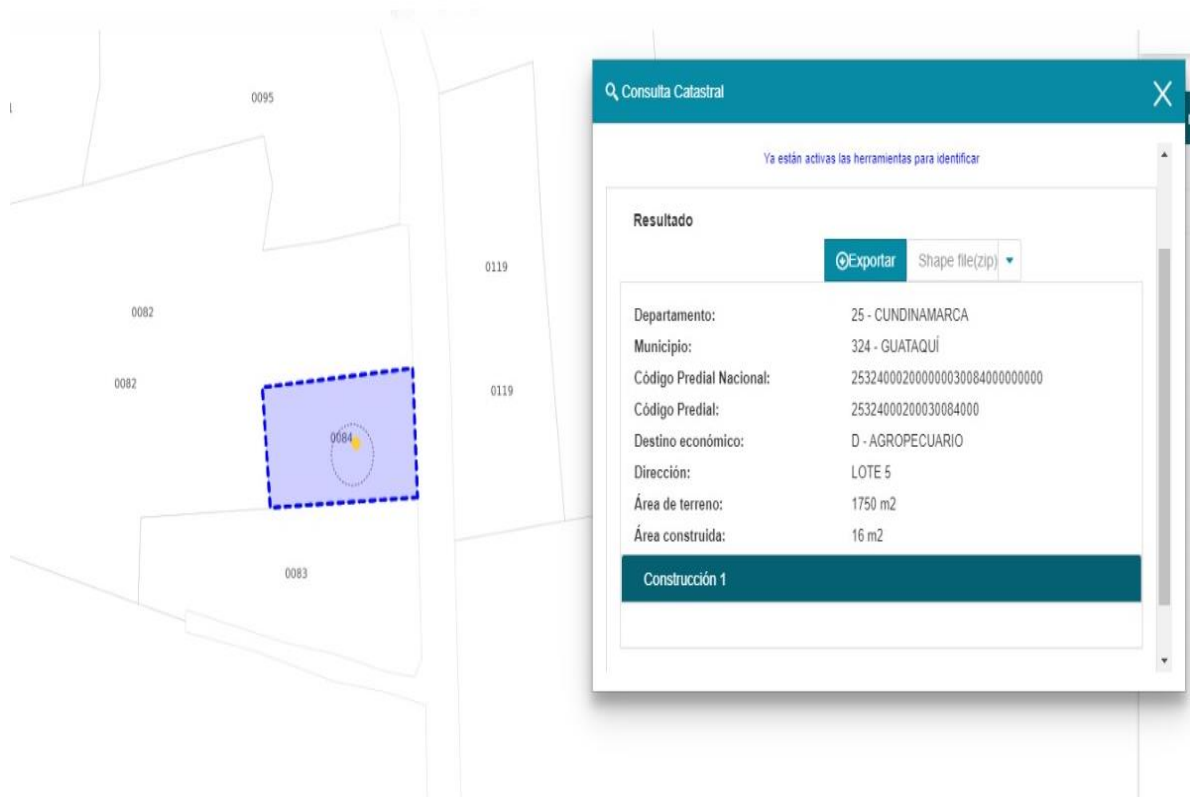 0095
0119
0082
0082
0119
0084
0083
Consulta Catastral
X
Ya están activas las herramientas para identificar
Resultado
Exportar
Shape file(zip)
Departamento: 25 - CUNDINAMARCA
Municipio: 324 - GUATAQUÍ
Código Predial Nacional: 253240002000000030084000000000
Código Predial: 25324000200030084000
Destino económico: D - AGROPECUARIO
Dirección: LOTE 5
Área de terreno: 1750 m2
Área construida: 16 m2
Construcción 1